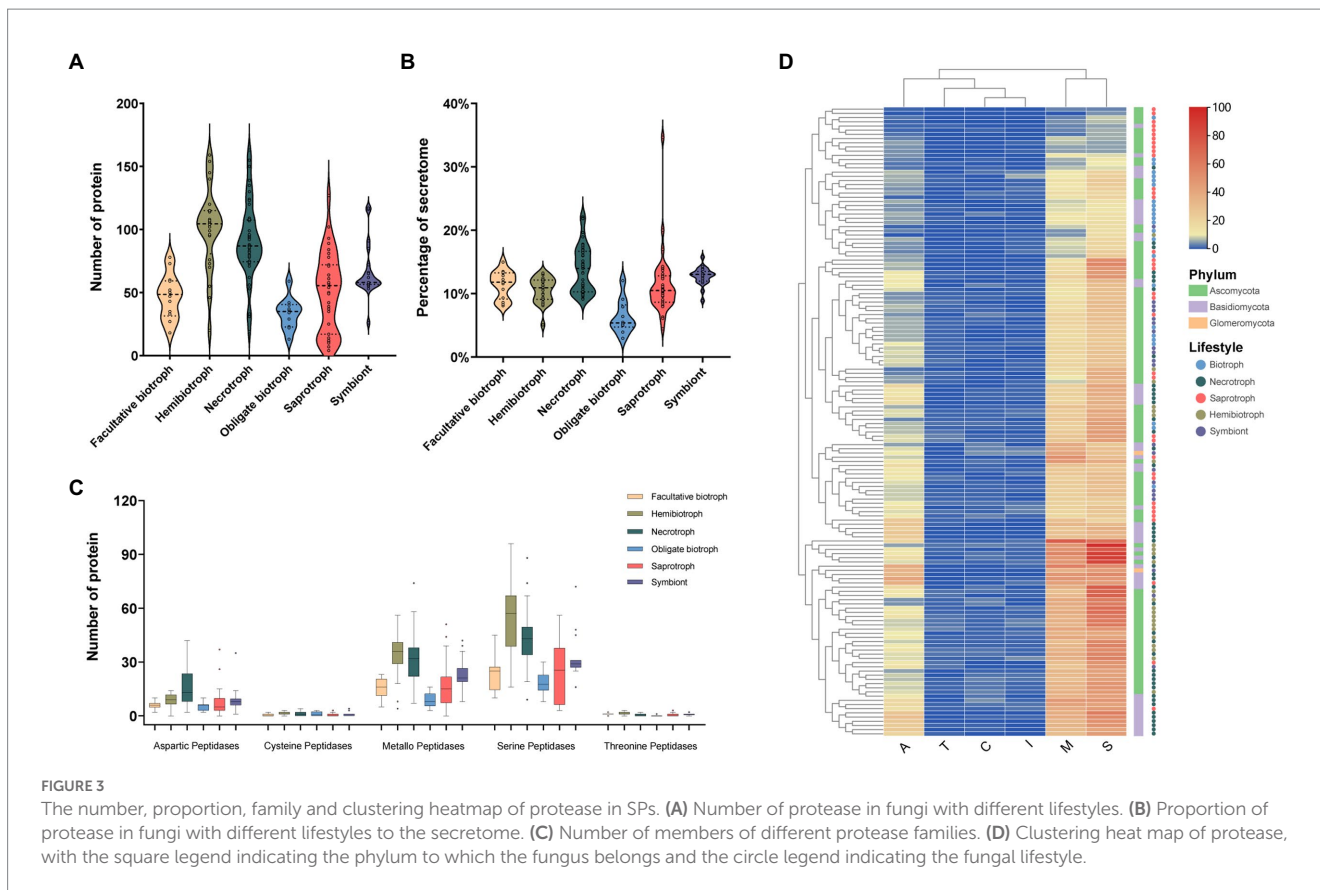 A
Number of protein
200
150
100
50
0
Facultative biotroph
Hemibiotroph
Necrotroph
Obligate biotroph
Saprotroph
Symbiont
B
Percentage of secretome
40%
30%
20%
10%
0%
Facultative biotroph
Hemibiotroph
Necrotroph
Obligate biotroph
Saprotroph
Symbiont
C
Number of protein
120
90
60
30
0
Facultative biotroph
Hemibiotroph
Necrotroph
Obligate biotroph
Saprotroph
Symbiont
Aspartic Peptidases
Cysteine Peptidases
Metallo Peptidases
Serine Peptidases
Threonine Peptidases
D
A
T
C
I
M
S
100
80
60
40
20
0
Phylum
Ascomycota
Basidiomycota
Glomeromycota
Lifestyle
Biotroph
Necrotroph
Saprotroph
Hemibiotroph
Symbiont
FIGURE 3
The number, proportion, family and clustering heatmap of protease in SPs. (A) Number of protease in fungi with different lifestyles. (B) Proportion of
protease in fungi with different lifestyles to the secretome. (C) Number of members of different protease families. (D) Clustering heat map of protease,
with the square legend indicating the phylum to which the fungus belongs and the circle legend indicating the fungal lifestyle.